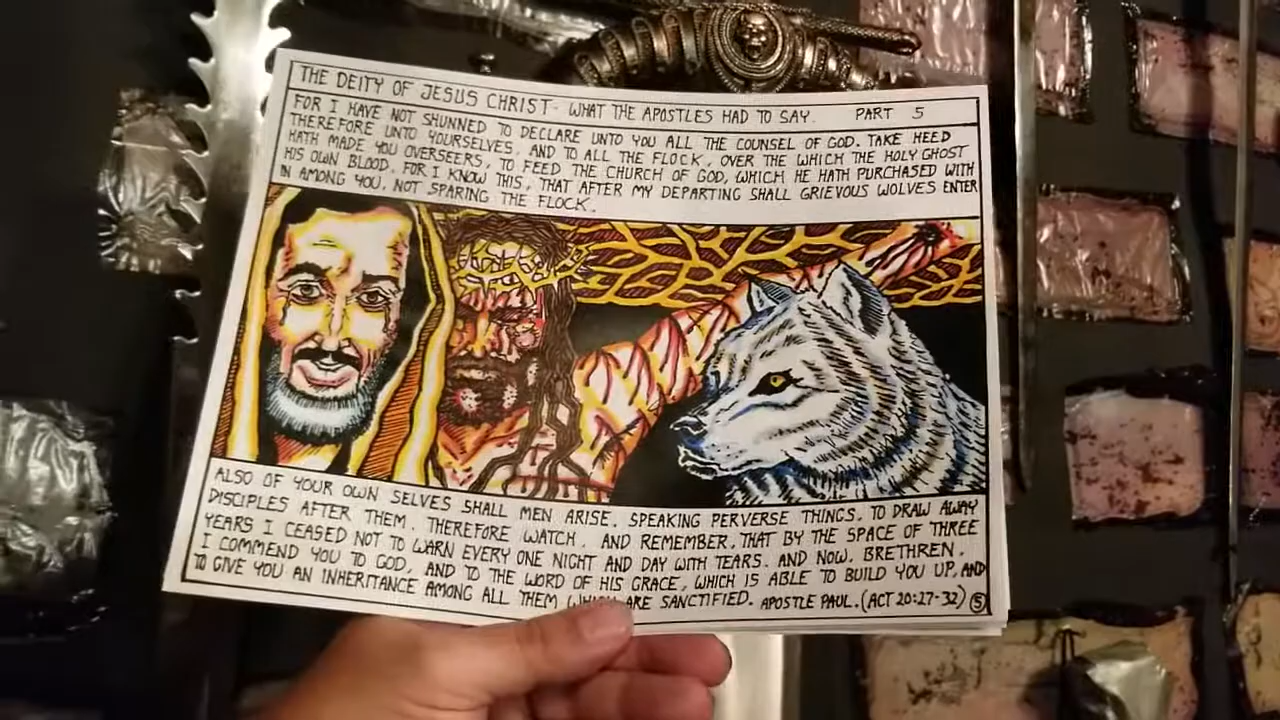 THE DEITY OF JESUS CHRIST- WHAT THE APOSTLES HAD TO SAY. PART 5
FOR I HAVE NOT SHUNNED TO DECLARE UNTO YOU ALL THE COUNSEL OF GOD. TAKE HEED
THEREFORE UNTO YOURSELVES, AND TO ALL THE FLOCK, OVER THE WHICH THE HOLY GHOST
HATH MADE YOU OVERSEERS, TO FEED THE CHURCH OF GOD, WHICH HE HATH PURCHASED WITH
HIS OWN BLOOD. FOR I KNOW THIS, THAT AFTER MY DEPARTING SHALL GRIEVOUS WOLVES ENTER
IN AMONG YOU, NOT SPARING THE FLOCK.
ALSO OF YOUR OWN SELVES SHALL MEN ARISE, SPEAKING PERVERSE THINGS, TO DRAW AWAY
DISCIPLES AFTER THEM. THEREFORE WATCH, AND REMEMBER, THAT BY THE SPACE OF THREE
YEARS I CEASED NOT TO WARN EVERY ONE NIGHT AND DAY WITH TEARS. AND NOW, BRETHREN,
I COMMEND YOU TO GOD, AND TO THE WORD OF HIS GRACE, WHICH IS ABLE TO BUILD YOU UP, AND
TO GIVE YOU AN INHERITANCE AMONG ALL THEM WHICH ARE SANCTIFIED. APOSTLE PAUL. (ACT 20:27-32) 5